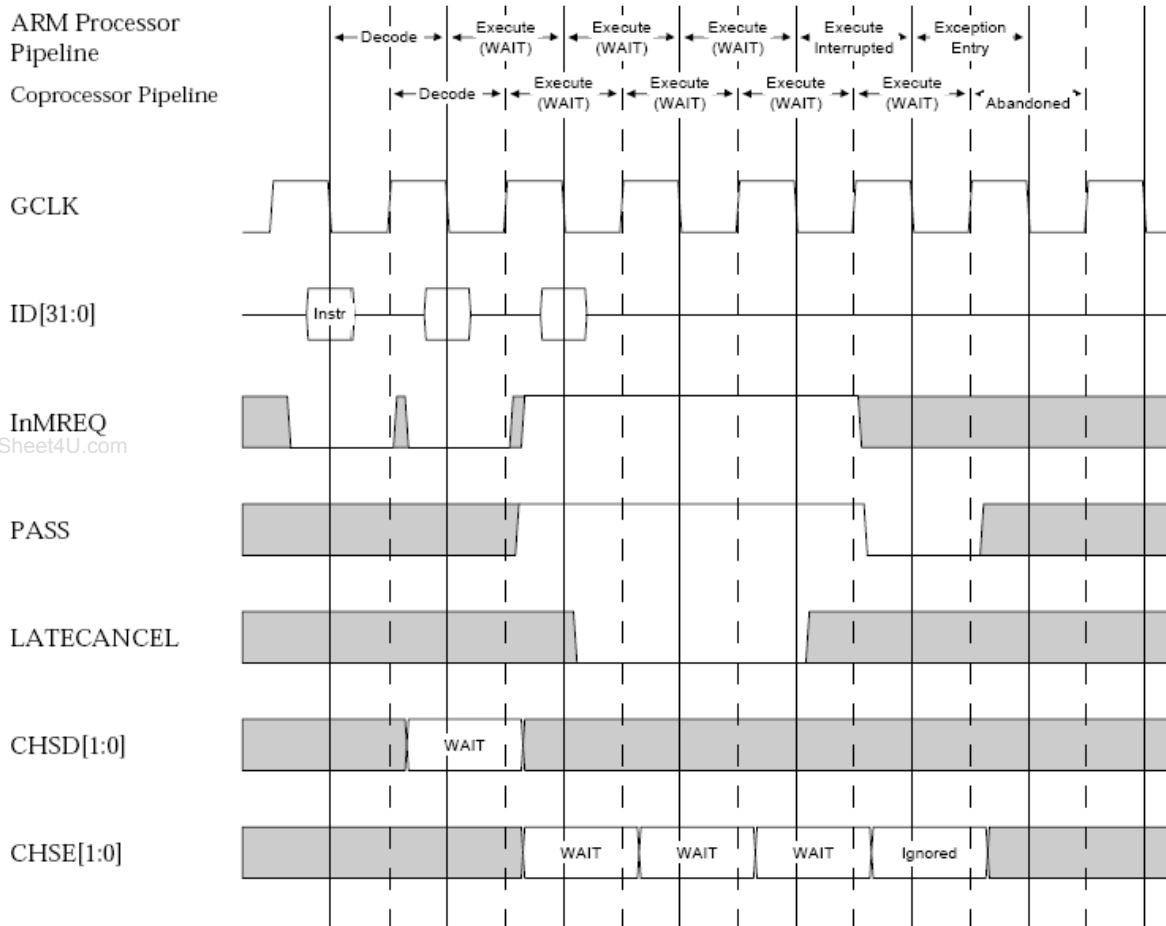 ARM Processor
Pipeline
Decode
Execute
(WAIT)
Execute
(WAIT)
Execute
(WAIT)
Execute
Interrupted
Exception
Entry
Coprocessor Pipeline
Decode
Execute
(WAIT)
Execute
(WAIT)
Execute
(WAIT)
Execute
(WAIT)
Abandoned
GCLK
ID[31:0]
Instr
InMREQ
Sheet4U.com
PASS
LATECANCEL
CHSD[1:0]
WAIT
CHSE[1:0]
WAIT
WAIT
WAIT
Ignored